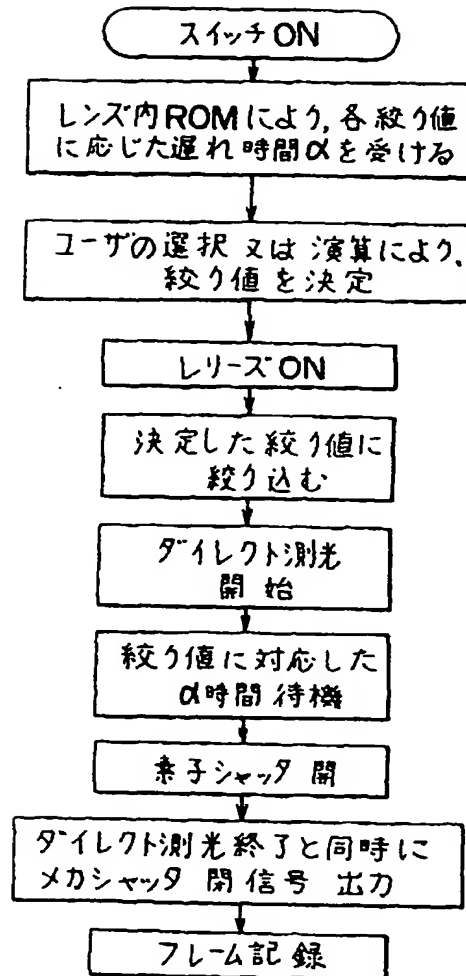 スイッチON
レンズ内ROMにより,各絞り値
に応じた遅れ時間αを受ける
ユーザの選択又は演算により,
絞り値を決定
レリーズON
決定した絞り値に
絞り込む
ダイレクト測光
開始
絞り値に対応した
α時間待機
素子シャッタ開
ダイレクト測光終了と同時に
メカシャッタ閉信号出力
フレーム記録